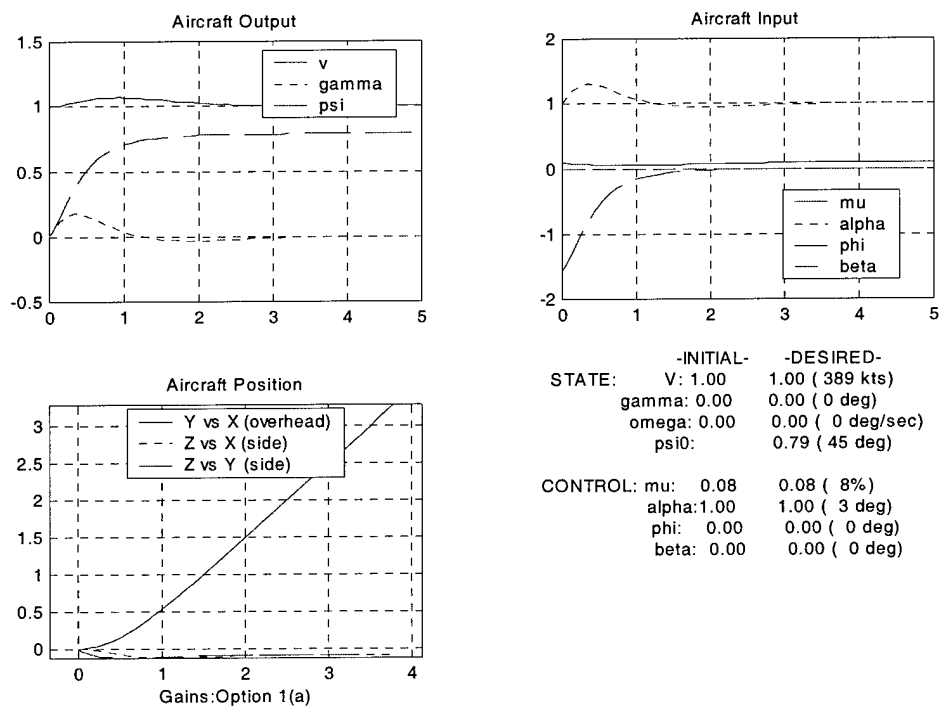 Aircraft Output
1.5
1
0.5
0
-0.5
0 1 2 3 4 5
v
gamma
psi
Aircraft Input
2
1
0
-1
-2
0 1 2 3 4 5
mu
alpha
phi
beta
Aircraft Position
3
2.5
2
1.5
1
0.5
0
0 1 2 3 4
Y vs X (overhead)
Z vs X (side)
Z vs Y (side)
Gains:Option 1(a)
-INITIAL- -DESIRED-
STATE: V: 1.00 1.00 ( 389 kts)
gamma: 0.00 0.00 ( 0 deg)
omega: 0.00 0.00 ( 0 deg/sec)
psi0: 0.79 ( 45 deg)
CONTROL: mu: 0.08 0.08 ( 8%)
alpha:1.00 1.00 ( 3 deg)
phi: 0.00 0.00 ( 0 deg)
beta: 0.00 0.00 ( 0 deg)